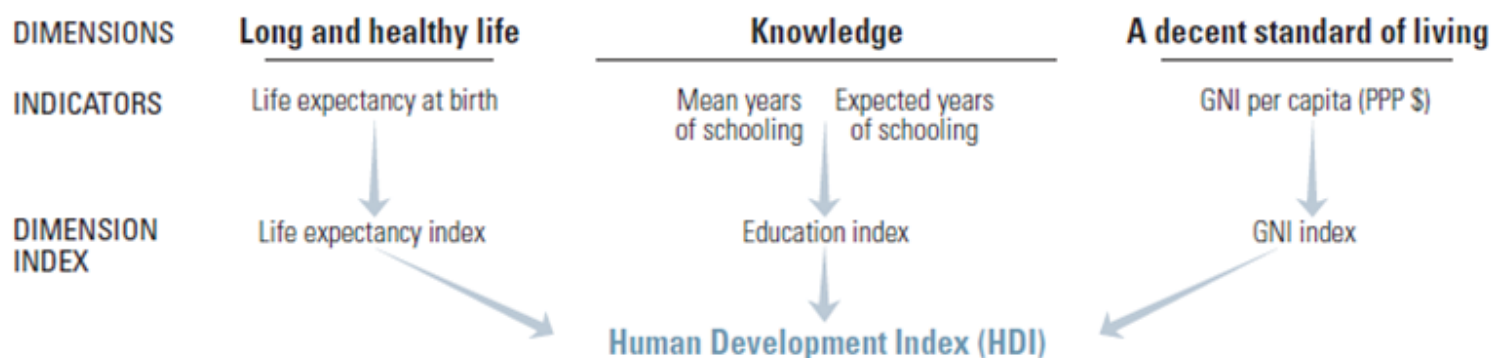 DIMENSIONS Long and healthy life Knowledge A decent standard of living
INDICATORS Life expectancy at birth Mean years Expected years GNI per capita (PPP $)
of schooling of schooling
DIMENSION Life expectancy index Education index GNI index
INDEX
Human Development Index (HDI)